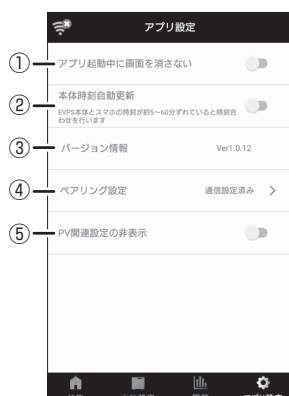 アプリ設定
① アプリ起動中に画面を消さない
② 本体時刻自動更新
EVPS本体とスマホの時刻が約5~60分ずれていると時刻合
わせを行います
③ バージョン情報 Ver1.0.12
④ ペアリング設定 通信設定済み
⑤ PV関連設定の非表示